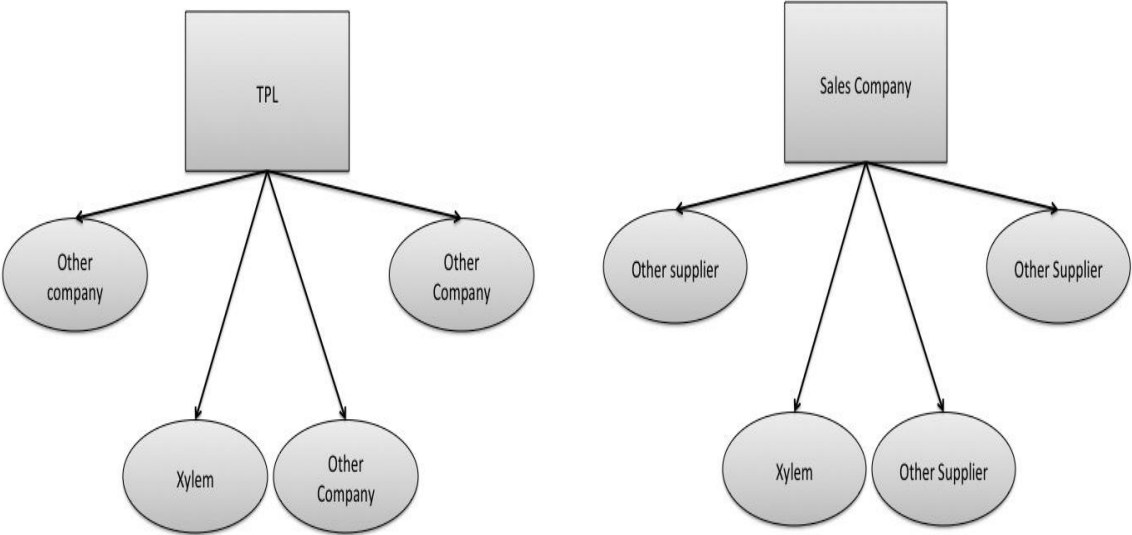 TPL
Other
company
Other
Company
Xylem
Other
Company
Sales Company
Other supplier
Other Supplier
Xylem
Other Supplier